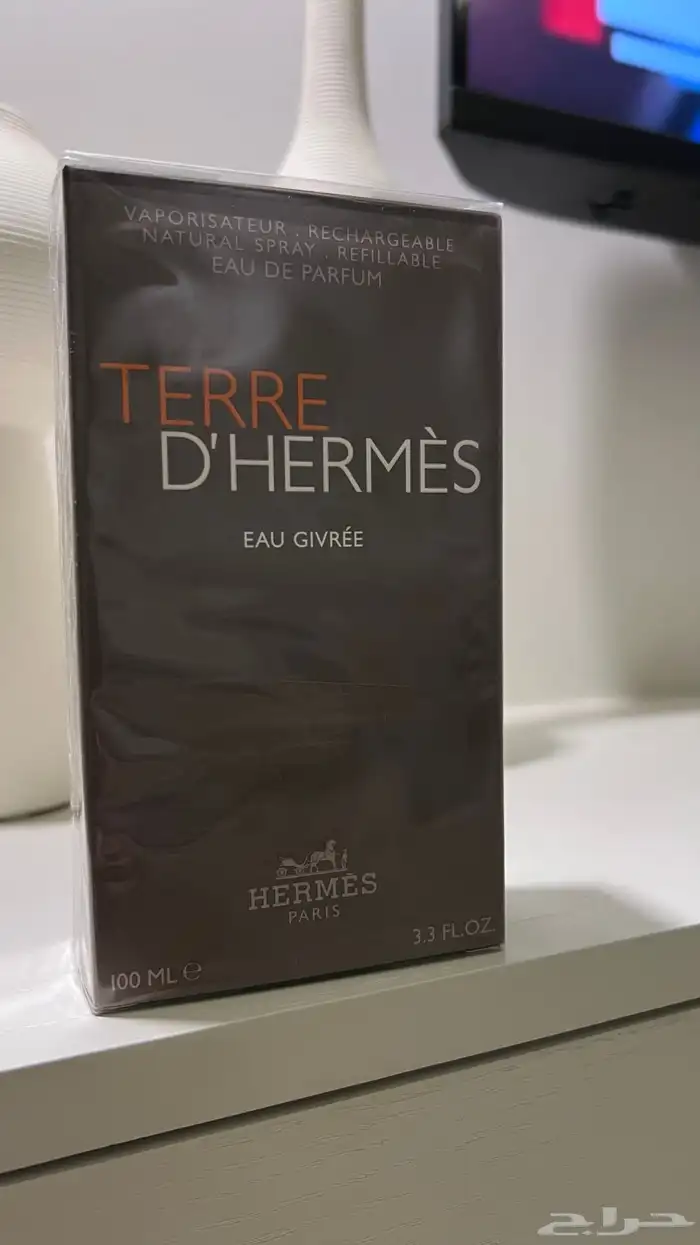 VAPORISATEUR . RECHARGEABLE
NATURAL SPRAY . REFILLABLE
EAU DE PARFUM
TERRE
D'HERMÈS
EAU GIVRÉE
HERMÈS
PARIS
100 ML ℮
3.3 FL.OZ.
حراج